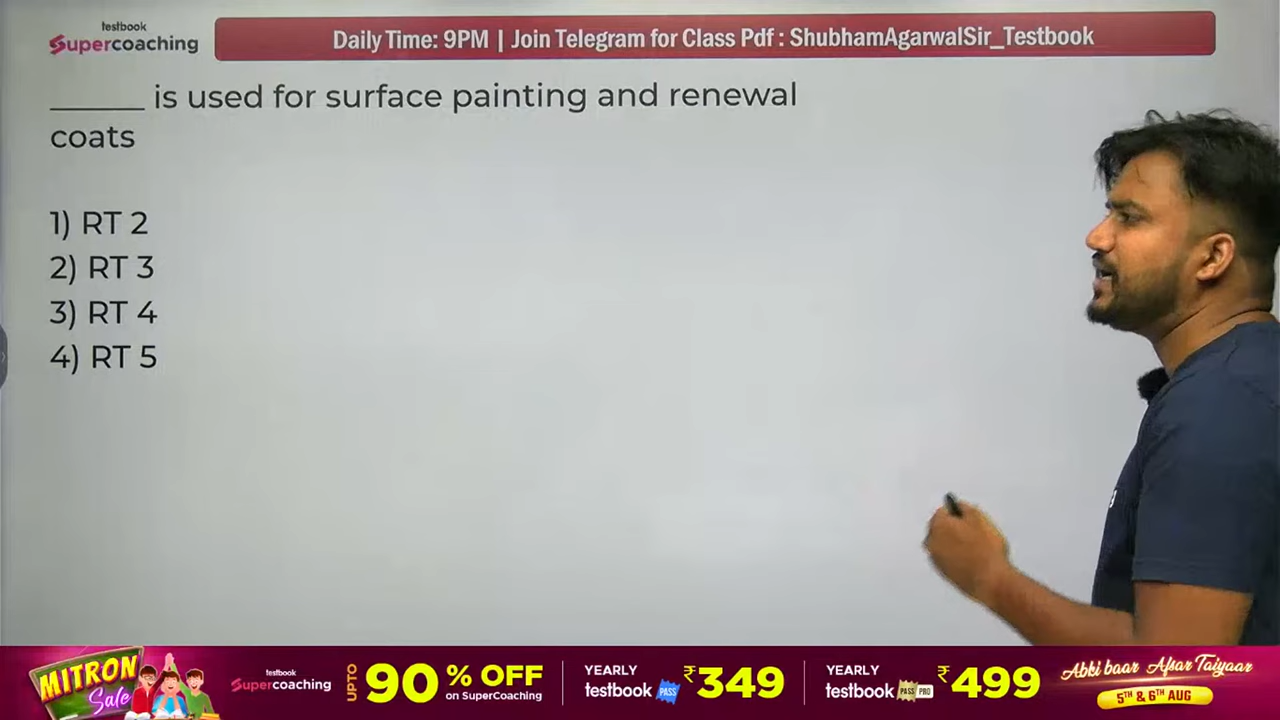 testbook
Supercoaching
Daily Time: 9PM | Join Telegram for Class Pdf : ShubhamAgarwalSir_Testbook
______ is used for surface painting and renewal
coats
1) RT 2
2) RT 3
3) RT 4
4) RT 5
MITRON
Sale
testbook
Supercoaching
UPTO 90 % OFF
on SuperCoaching
YEARLY
testbook PASS
₹349
YEARLY
testbook PASS PRO
₹499
Abki baar Afsar Taiyaar
5TH & 6TH AUG